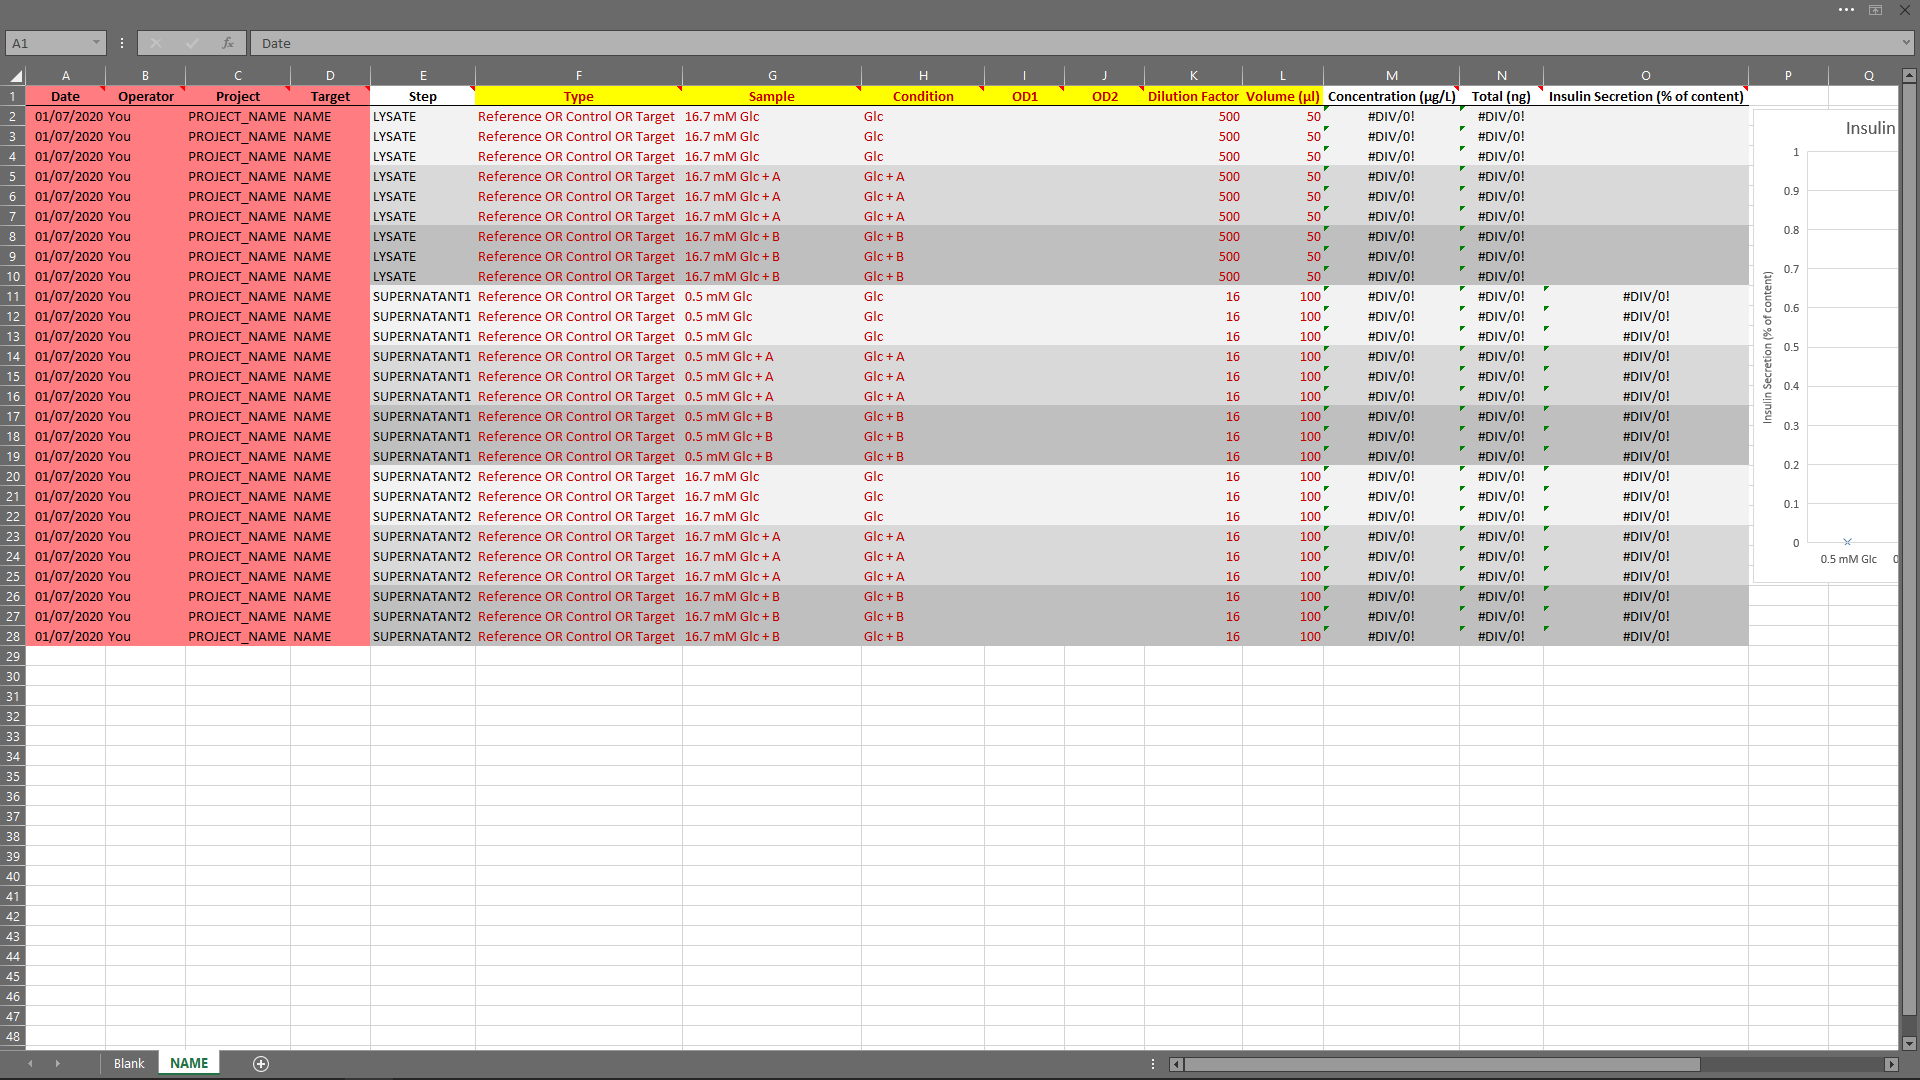 A1 fx Date
A B C D E F G H I J K L M N O P Q
1 Date Operator Project Target Step Type Sample Condition OD1 OD2 Dilution Factor Volume (µl) Concentration (µg/L) Total (ng) Insulin Secretion (% of content)
2 01/07/2020 You PROJECT_NAME NAME LYSATE Reference OR Control OR Target 16.7 mM Glc Glc 500 50 #DIV/0! #DIV/0!
3 01/07/2020 You PROJECT_NAME NAME LYSATE Reference OR Control OR Target 16.7 mM Glc Glc 500 50 #DIV/0! #DIV/0!
4 01/07/2020 You PROJECT_NAME NAME LYSATE Reference OR Control OR Target 16.7 mM Glc Glc 500 50 #DIV/0! #DIV/0!
5 01/07/2020 You PROJECT_NAME NAME LYSATE Reference OR Control OR Target 16.7 mM Glc + A Glc + A 500 50 #DIV/0! #DIV/0!
6 01/07/2020 You PROJECT_NAME NAME LYSATE Reference OR Control OR Target 16.7 mM Glc + A Glc + A 500 50 #DIV/0! #DIV/0!
7 01/07/2020 You PROJECT_NAME NAME LYSATE Reference OR Control OR Target 16.7 mM Glc + A Glc + A 500 50 #DIV/0! #DIV/0!
8 01/07/2020 You PROJECT_NAME NAME LYSATE Reference OR Control OR Target 16.7 mM Glc + B Glc + B 500 50 #DIV/0! #DIV/0!
9 01/07/2020 You PROJECT_NAME NAME LYSATE Reference OR Control OR Target 16.7 mM Glc + B Glc + B 500 50 #DIV/0! #DIV/0!
10 01/07/2020 You PROJECT_NAME NAME LYSATE Reference OR Control OR Target 16.7 mM Glc + B Glc + B 500 50 #DIV/0! #DIV/0!
11 01/07/2020 You PROJECT_NAME NAME SUPERNATANT1 Reference OR Control OR Target 0.5 mM Glc Glc 16 100 #DIV/0! #DIV/0! #DIV/0!
12 01/07/2020 You PROJECT_NAME NAME SUPERNATANT1 Reference OR Control OR Target 0.5 mM Glc Glc 16 100 #DIV/0! #DIV/0! #DIV/0!
13 01/07/2020 You PROJECT_NAME NAME SUPERNATANT1 Reference OR Control OR Target 0.5 mM Glc Glc 16 100 #DIV/0! #DIV/0! #DIV/0!
14 01/07/2020 You PROJECT_NAME NAME SUPERNATANT1 Reference OR Control OR Target 0.5 mM Glc + A Glc + A 16 100 #DIV/0! #DIV/0! #DIV/0!
15 01/07/2020 You PROJECT_NAME NAME SUPERNATANT1 Reference OR Control OR Target 0.5 mM Glc + A Glc + A 16 100 #DIV/0! #DIV/0! #DIV/0!
16 01/07/2020 You PROJECT_NAME NAME SUPERNATANT1 Reference OR Control OR Target 0.5 mM Glc + A Glc + A 16 100 #DIV/0! #DIV/0! #DIV/0!
17 01/07/2020 You PROJECT_NAME NAME SUPERNATANT1 Reference OR Control OR Target 0.5 mM Glc + B Glc + B 16 100 #DIV/0! #DIV/0! #DIV/0!
18 01/07/2020 You PROJECT_NAME NAME SUPERNATANT1 Reference OR Control OR Target 0.5 mM Glc + B Glc + B 16 100 #DIV/0! #DIV/0! #DIV/0!
19 01/07/2020 You PROJECT_NAME NAME SUPERNATANT1 Reference OR Control OR Target 0.5 mM Glc + B Glc + B 16 100 #DIV/0! #DIV/0! #DIV/0!
20 01/07/2020 You PROJECT_NAME NAME SUPERNATANT2 Reference OR Control OR Target 16.7 mM Glc Glc 16 100 #DIV/0! #DIV/0! #DIV/0!
21 01/07/2020 You PROJECT_NAME NAME SUPERNATANT2 Reference OR Control OR Target 16.7 mM Glc Glc 16 100 #DIV/0! #DIV/0! #DIV/0!
22 01/07/2020 You PROJECT_NAME NAME SUPERNATANT2 Reference OR Control OR Target 16.7 mM Glc Glc 16 100 #DIV/0! #DIV/0! #DIV/0!
23 01/07/2020 You PROJECT_NAME NAME SUPERNATANT2 Reference OR Control OR Target 16.7 mM Glc + A Glc + A 16 100 #DIV/0! #DIV/0! #DIV/0!
24 01/07/2020 You PROJECT_NAME NAME SUPERNATANT2 Reference OR Control OR Target 16.7 mM Glc + A Glc + A 16 100 #DIV/0! #DIV/0! #DIV/0!
25 01/07/2020 You PROJECT_NAME NAME SUPERNATANT2 Reference OR Control OR Target 16.7 mM Glc + A Glc + A 16 100 #DIV/0! #DIV/0! #DIV/0!
26 01/07/2020 You PROJECT_NAME NAME SUPERNATANT2 Reference OR Control OR Target 16.7 mM Glc + B Glc + B 16 100 #DIV/0! #DIV/0! #DIV/0!
27 01/07/2020 You PROJECT_NAME NAME SUPERNATANT2 Reference OR Control OR Target 16.7 mM Glc + B Glc + B 16 100 #DIV/0! #DIV/0! #DIV/0!
28 01/07/2020 You PROJECT_NAME NAME SUPERNATANT2 Reference OR Control OR Target 16.7 mM Glc + B Glc + B 16 100 #DIV/0! #DIV/0! #DIV/0!
29
30
31
32
33
34
35
36
37
38
39
40
41
42
43
44
45
46
47
48
Insulin
Insulin Secretion (% of content)
1
0.9
0.8
0.7
0.6
0.5
0.4
0.3
0.2
0.1
0
0.5 mM Glc 0
Blank NAME